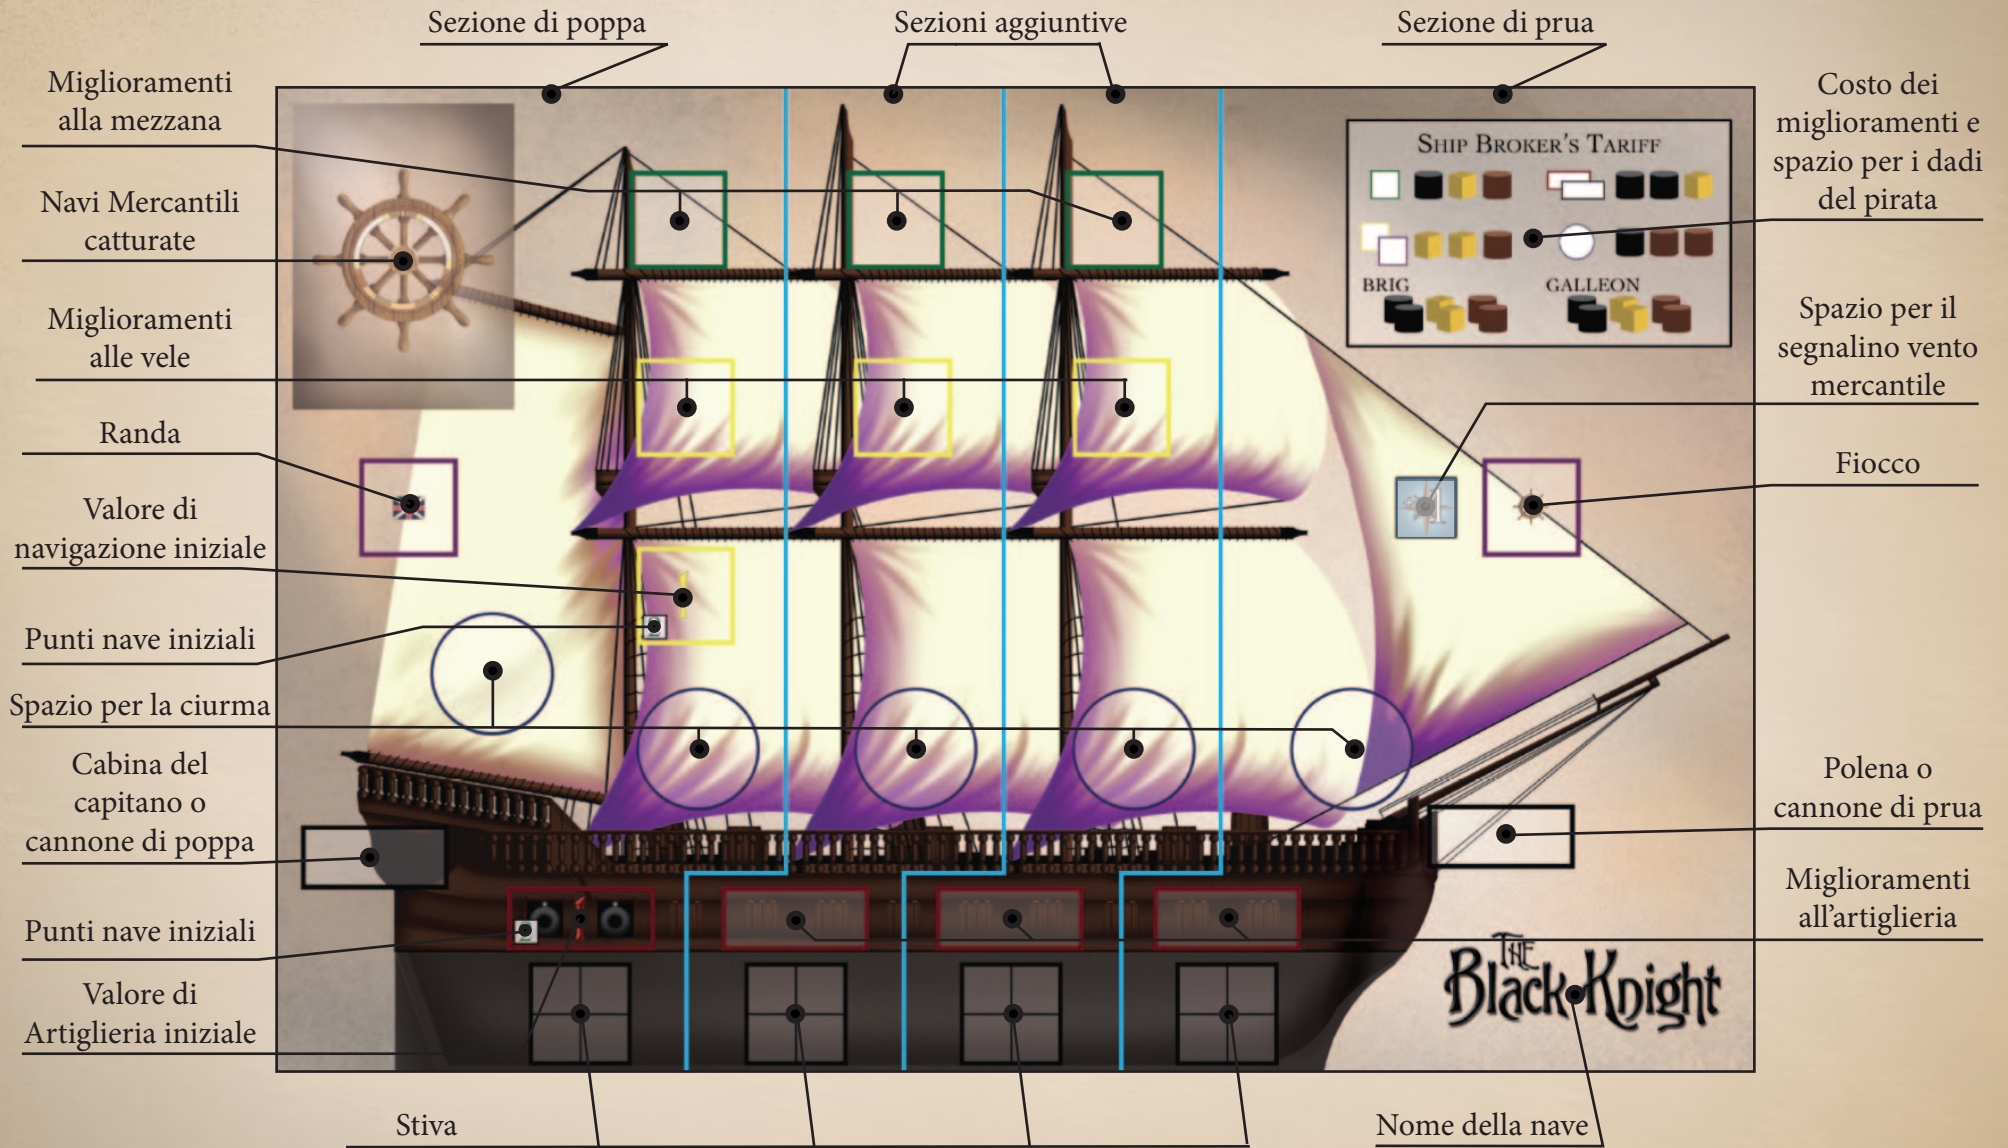 Sezione di poppa
Sezioni aggiuntive
Sezione di prua
Miglioramenti
alla mezzana
Navi Mercantili
catturate
Miglioramenti
alle vele
Randa
Valore di
navigazione iniziale
Punti nave iniziali
Spazio per la ciurma
Cabina del
capitano o
cannone di poppa
Punti nave iniziali
Valore di
Artiglieria iniziale
Stiva
SHIP BROKER'S TARIFF
BRIG
GALLEON
Costo dei
miglioramenti e
spazio per i dadi
del pirata
Spazio per il
segnalino vento
mercantile
Fiocco
Polena o
cannone di prua
Miglioramenti
all'artiglieria
THE
Black Knight
Nome della nave